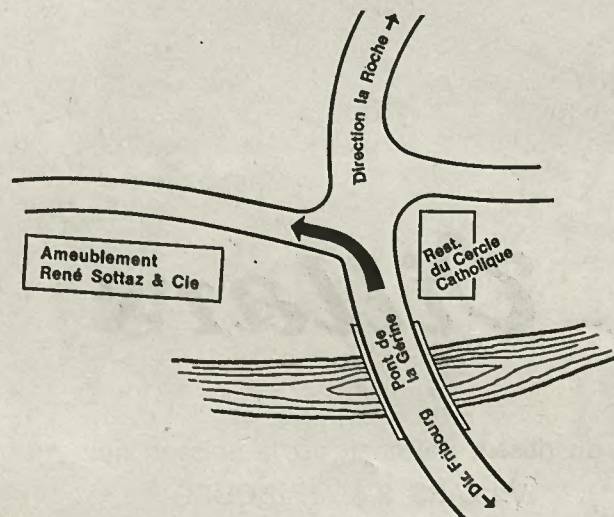 Direction la Roche →
Ameublement
René Sottaz & Cie
Rest.
du Cercle
Catholique
Pont de
la Gérine
← Dir. Fribourg